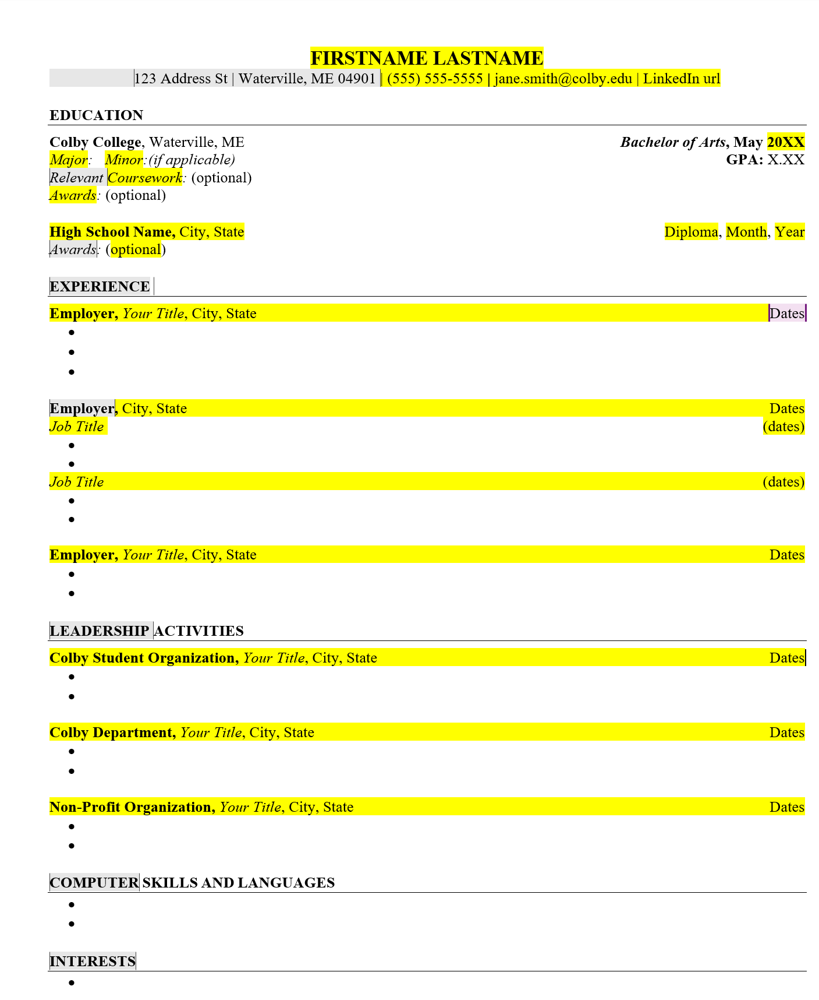 FIRSTNAME LASTNAME
123 Address St | Waterville, ME 04901 | (555) 555-5555 | jane.smith@colby.edu | LinkedIn url
EDUCATION
Colby College, Waterville, ME Bachelor of Arts, May 20XX
Major: Minor:(if applicable) GPA: X.XX
Relevant Coursework: (optional)
Awards: (optional)
High School Name, City, State Diploma, Month, Year
Awards: (optional)
EXPERIENCE
Employer, Your Title, City, State Dates
•
•
•
Employer, City, State Dates
Job Title (dates)
•
•
Job Title (dates)
•
•
Employer, Your Title, City, State Dates
•
•
LEADERSHIP ACTIVITIES
Colby Student Organization, Your Title, City, State Dates
•
•
Colby Department, Your Title, City, State Dates
•
•
Non-Profit Organization, Your Title, City, State Dates
•
•
COMPUTER SKILLS AND LANGUAGES
•
•
INTERESTS
•